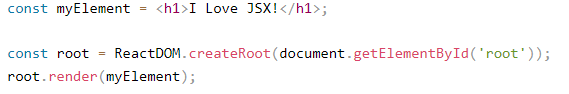 const myElement = <h1>I Love JSX!</h1>;
const root = ReactDOM.createRoot(document.getElementById('root'));
root.render(myElement);